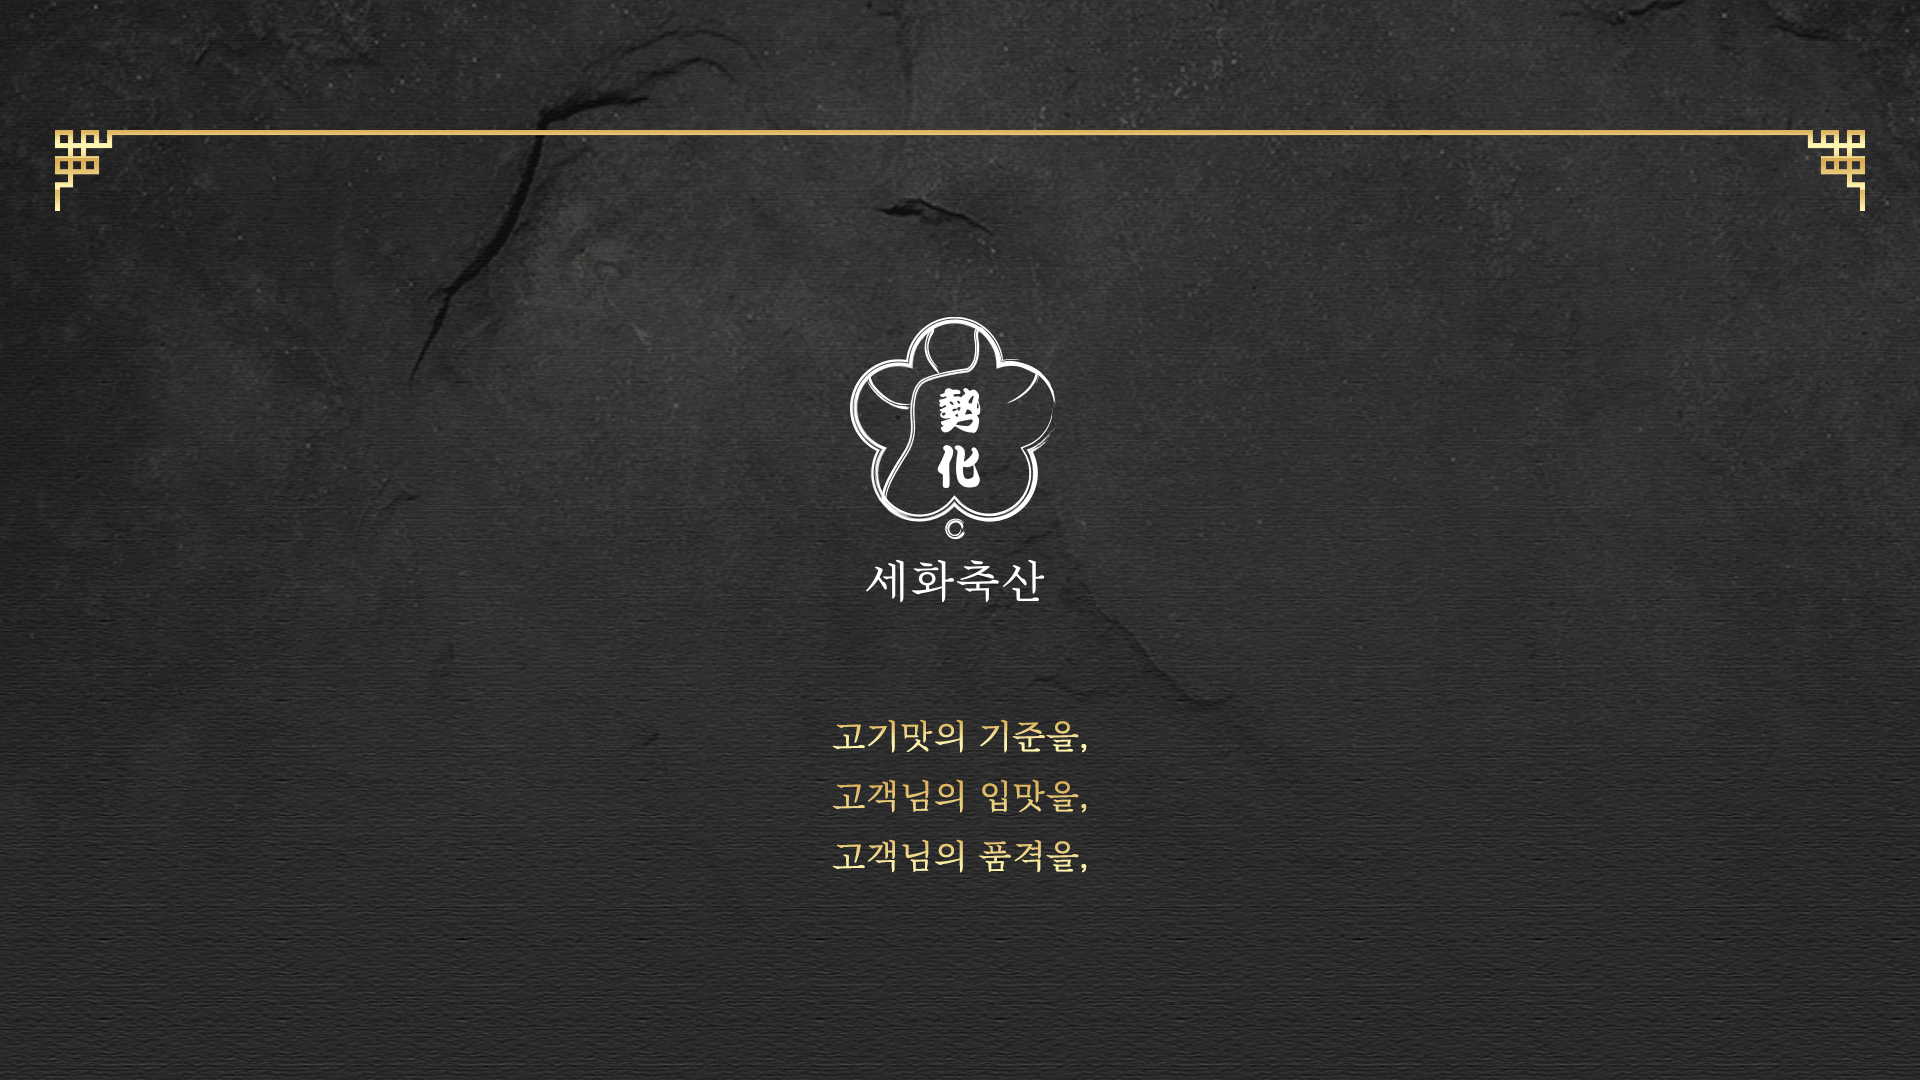 勢
化
세화축산
고기맛의 기준을,
고객님의 입맛을,
고객님의 품격을,